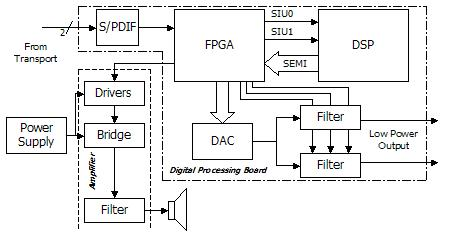 2
From
Transport
S/PDIF
FPGA
SIU0
SIU1
SEMI
DSP
Drivers
Power
Supply
Bridge
DAC
Filter
Low Power
Output
Filter
Digital Processing Board
Amplifier
Filter